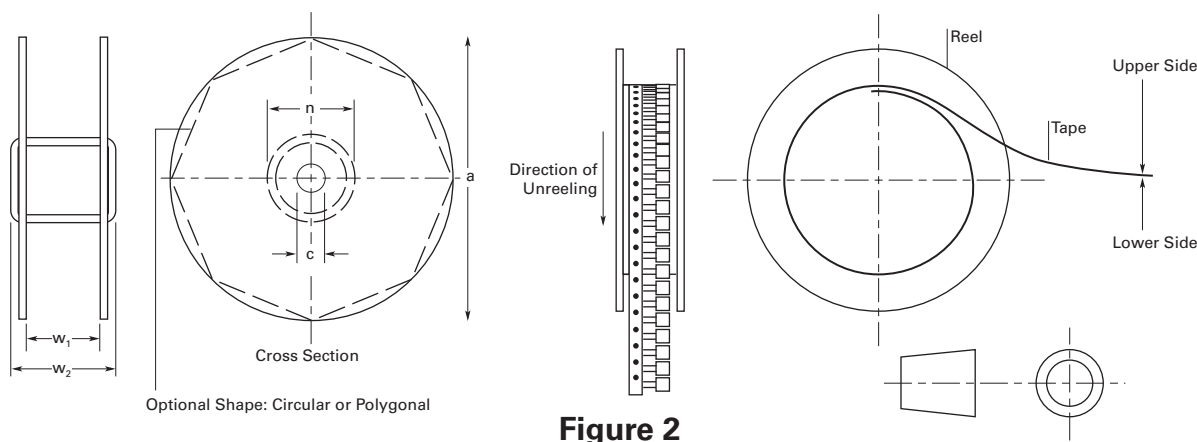 n
a
c
w₁
w₂
Cross Section
Optional Shape: Circular or Polygonal
Direction of
Unreeling
Reel
Tape
Upper Side
Lower Side
Figure 2